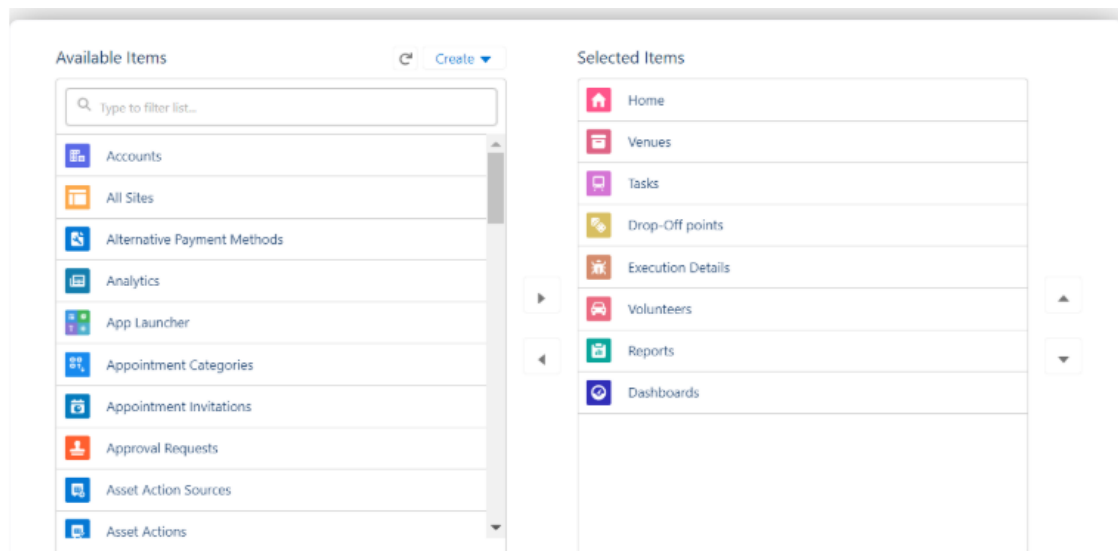 Available Items
Create
Type to filter list...
Accounts
All Sites
Alternative Payment Methods
Analytics
App Launcher
Appointment Categories
Appointment Invitations
Approval Requests
Asset Action Sources
Asset Actions
Selected Items
Home
Venues
Tasks
Drop-Off points
Execution Details
Volunteers
Reports
Dashboards